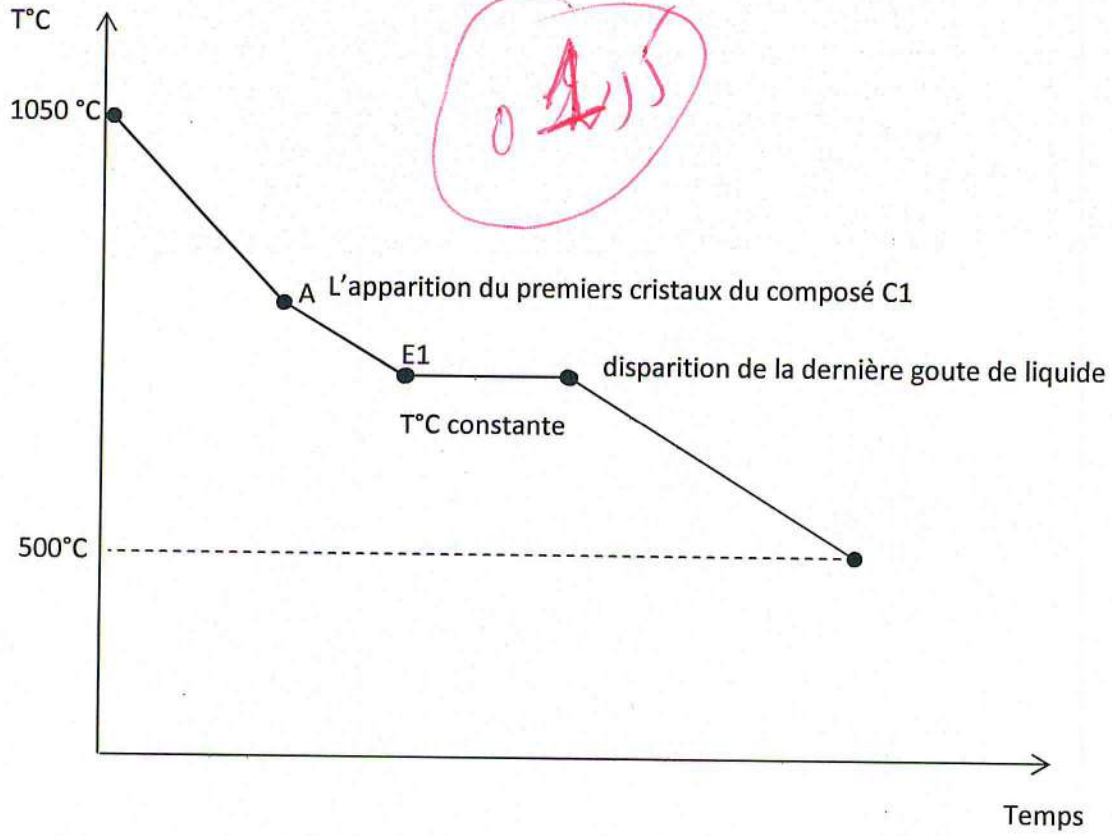 T°C
1050 °C
A L'apparition du premiers cristaux du composé C1
E1
disparition de la dernière goute de liquide
T°C constante
500°C
Temps